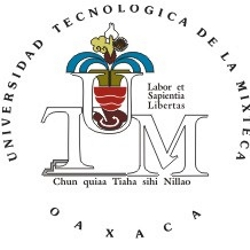 UNIVERSIDAD TECNOLOGICA DE LA MIXTECA
Labor et
Sapientia
Libertas
UTM
Chun quiaa Tiaha sihi Nillao
OAXACA